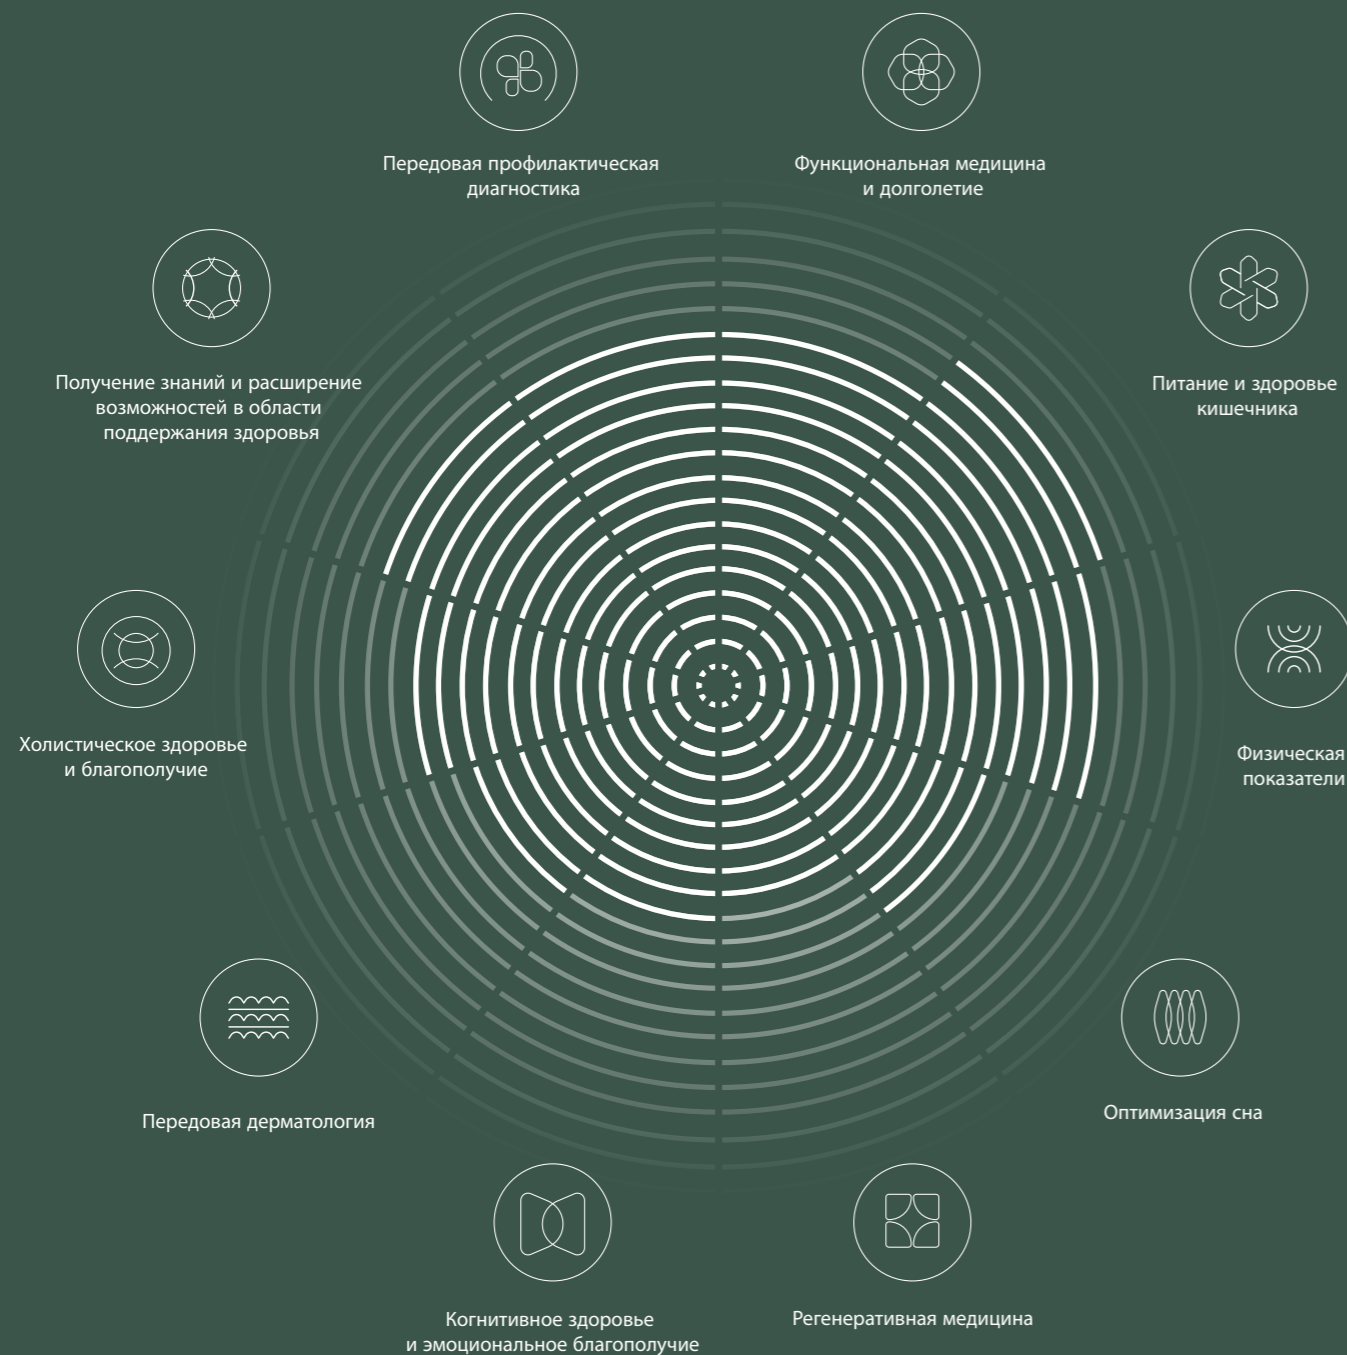 Передовая профилактическая
диагностика
Функциональная медицина
и долголетие
Получение знаний и расширение
возможностей в области
поддержания здоровья
Питание и здоровье
кишечника
Холистическое здоровье
и благополучие
Физическая
показатели
Передовая дерматология
Оптимизация сна
Когнитивное здоровье
и эмоциональное благополучие
Регенеративная медицина